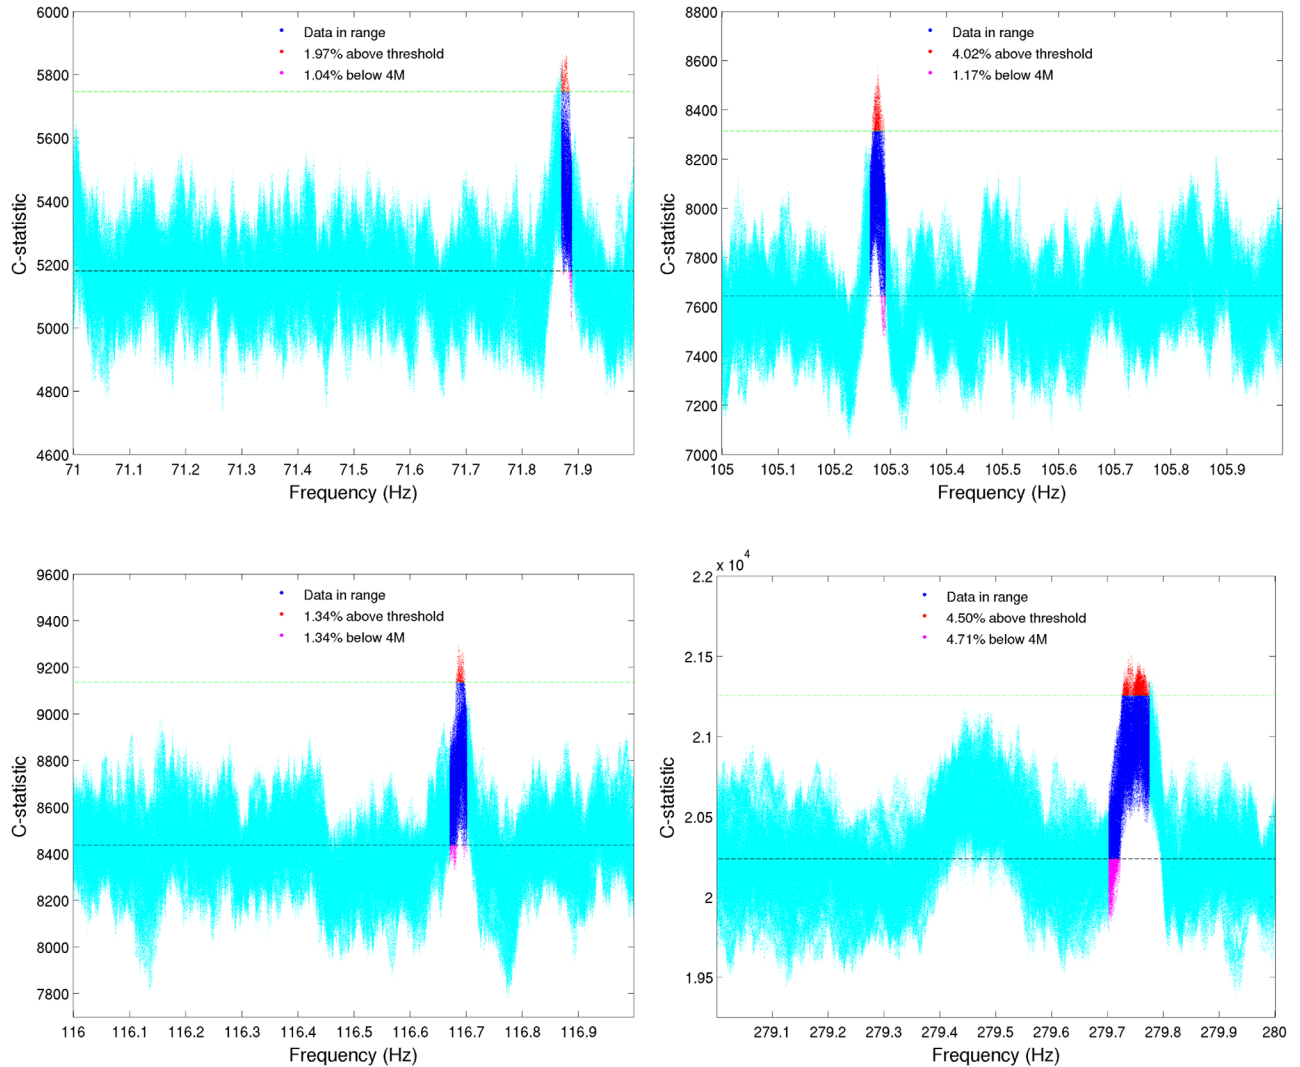 6000
5800
5600
5400
5200
5000
4800
4600
C-statistic
Data in range
1.97% above threshold
1.04% below 4M
71 71.1 71.2 71.3 71.4 71.5 71.6 71.7 71.8 71.9
Frequency (Hz)
8800
8600
8400
8200
8000
7800
7600
7400
7200
7000
C-statistic
Data in range
4.02% above threshold
1.17% below 4M
105 105.1 105.2 105.3 105.4 105.5 105.6 105.7 105.8 105.9
Frequency (Hz)
9600
9400
9200
9000
8800
8600
8400
8200
8000
7800
C-statistic
Data in range
1.34% above threshold
1.34% below 4M
116 116.1 116.2 116.3 116.4 116.5 116.6 116.7 116.8 116.9
Frequency (Hz)
x 10⁴
2.2
2.15
2.1
2.05
2
1.95
C-statistic
Data in range
4.50% above threshold
4.71% below 4M
279.1 279.2 279.3 279.4 279.5 279.6 279.7 279.8 279.9 280
Frequency (Hz)